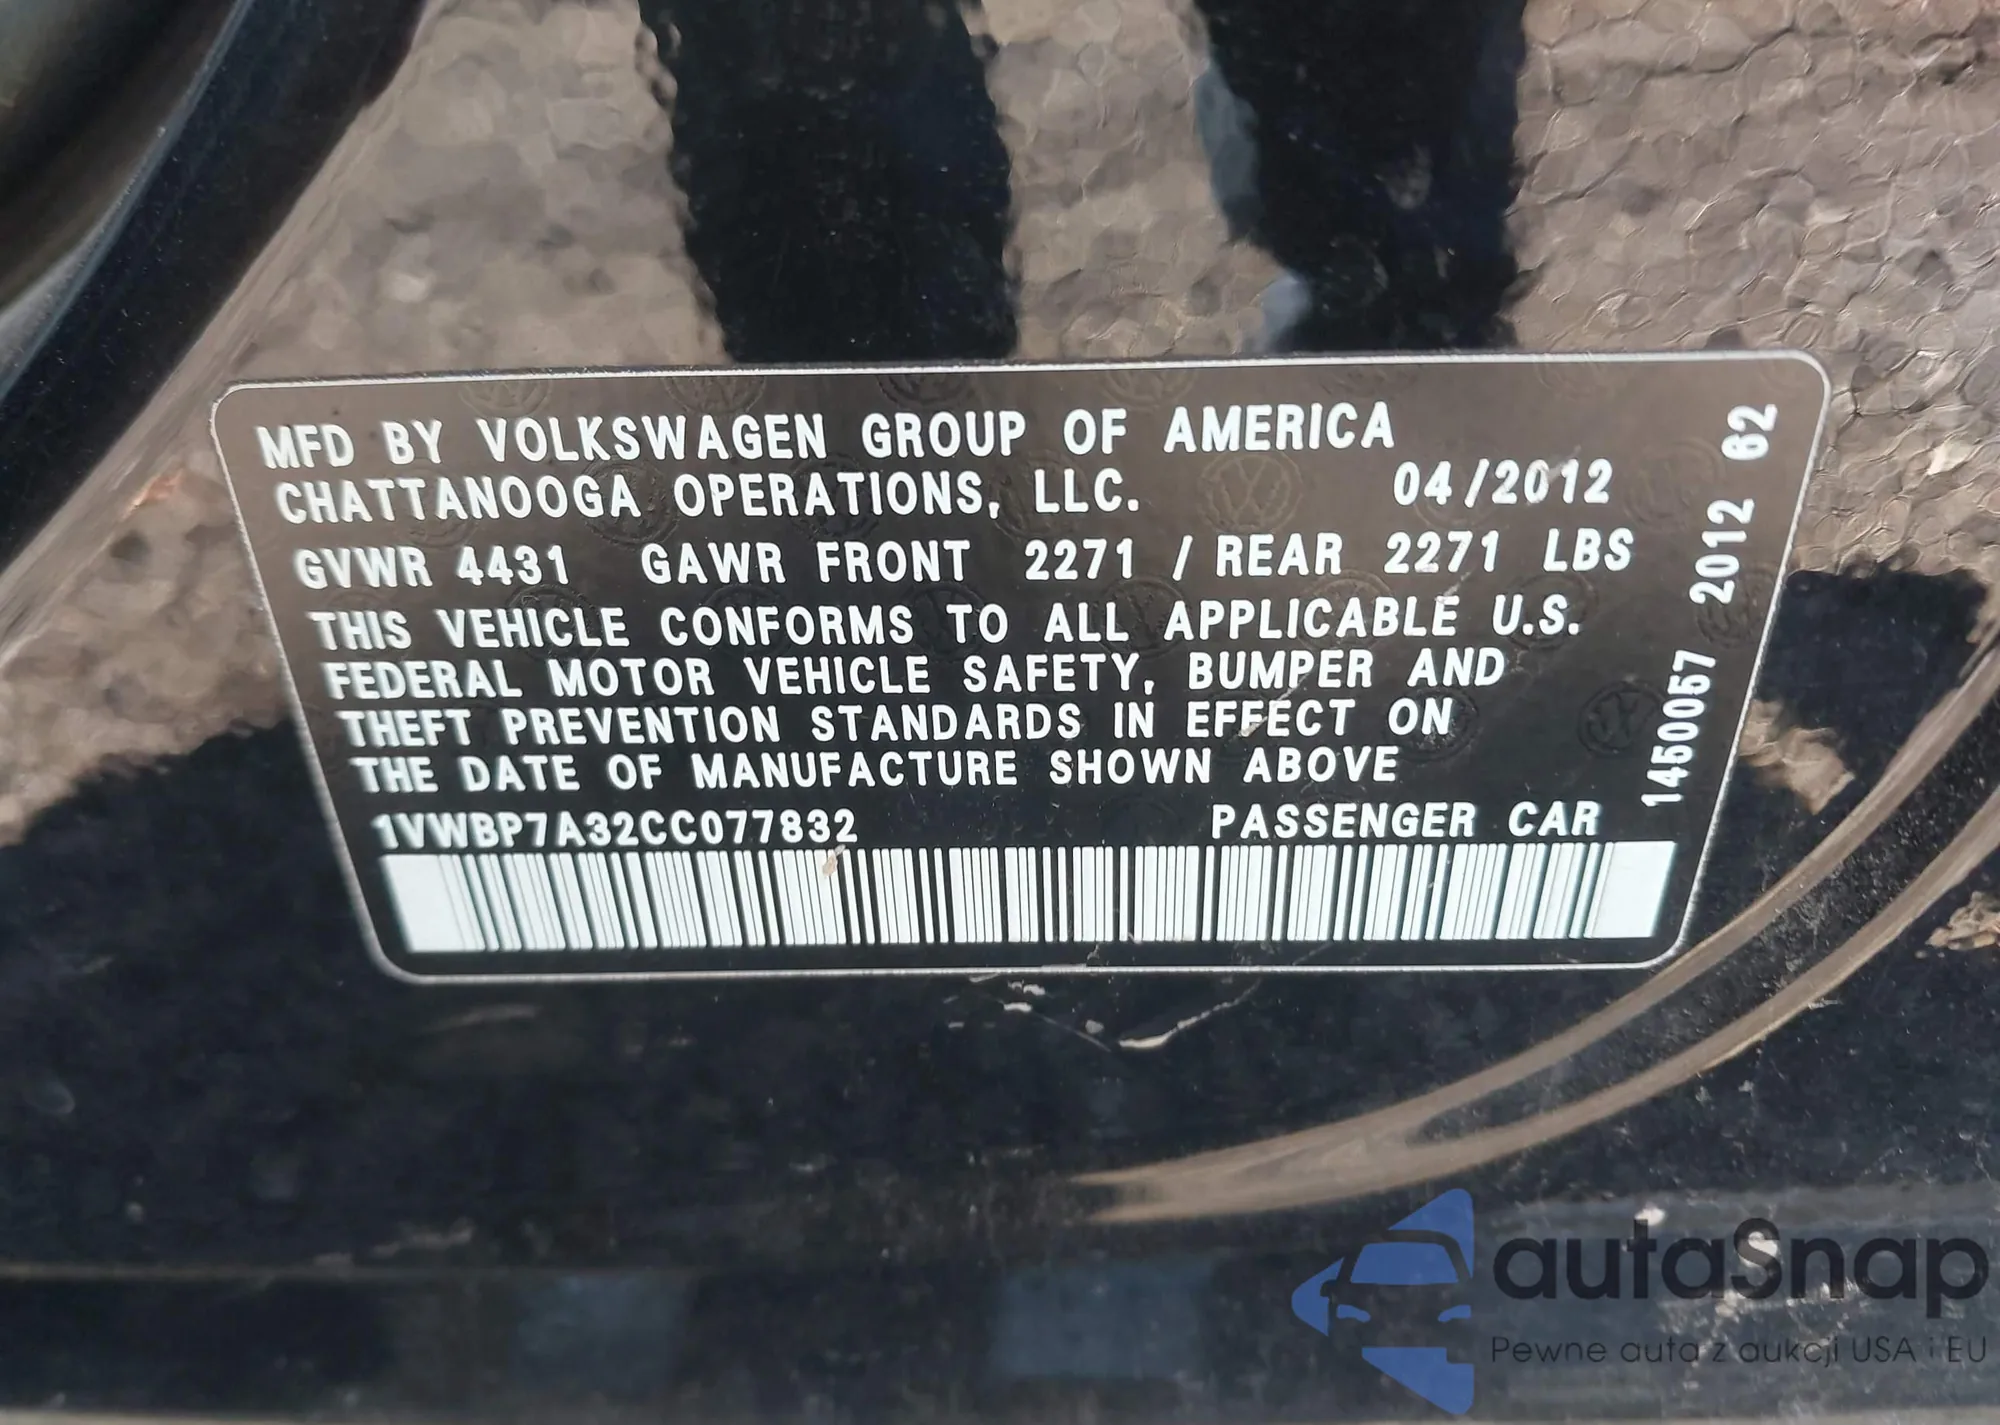 MFD BY VOLKSWAGEN GROUP OF AMERICA
CHATTANOOGA OPERATIONS, LLC. 04/2012
GVWR 4431 GAWR FRONT 2271 / REAR 2271 LBS
THIS VEHICLE CONFORMS TO ALL APPLICABLE U.S.
FEDERAL MOTOR VEHICLE SAFETY, BUMPER AND
THEFT PREVENTION STANDARDS IN EFFECT ON
THE DATE OF MANUFACTURE SHOWN ABOVE
1VWBP7A32CC077832 PASSENGER CAR
1450057 2012 62
autaSnap
Pewne auta z aukcji USA i EU